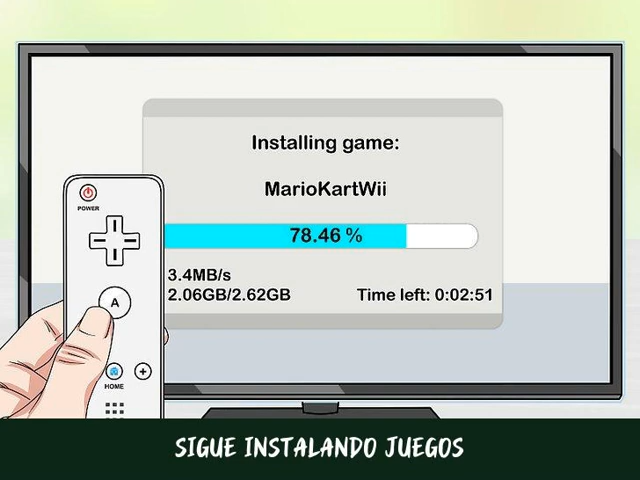 Installing game:
MarioKartWii
78.46 %
3.4MB/s
2.06GB/2.62GB
Time left: 0:02:51
POWER
A
+
HOME
SIGUE INSTALANDO JUEGOS